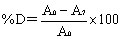 %D = (A₀ − A₇)/A₀ × 100